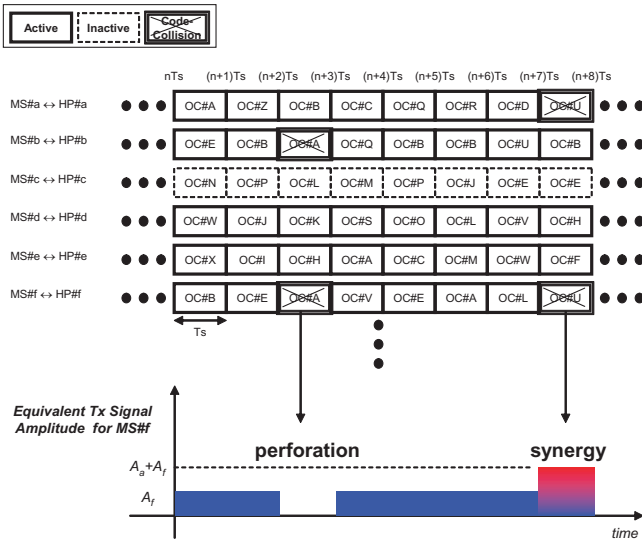 Active Inactive Code-Collision
nTs (n+1)Ts (n+2)Ts (n+3)Ts (n+4)Ts (n+5)Ts (n+6)Ts (n+7)Ts (n+8)Ts
MS#a ↔ HP#a OC#A OC#Z OC#B OC#C OC#Q OC#R OC#D OC#U
MS#b ↔ HP#b OC#E OC#B OC#A OC#Q OC#B OC#B OC#U OC#B
MS#c ↔ HP#c OC#N OC#P OC#L OC#M OC#P OC#J OC#E OC#E
MS#d ↔ HP#d OC#W OC#J OC#K OC#S OC#O OC#L OC#V OC#H
MS#e ↔ HP#e OC#X OC#I OC#H OC#A OC#C OC#M OC#W OC#F
MS#f ↔ HP#f OC#B OC#E OC#A OC#V OC#E OC#A OC#L OC#U
Ts
Equivalent Tx Signal
Amplitude for MS#f
perforation synergy
Aa+Af
Af
time